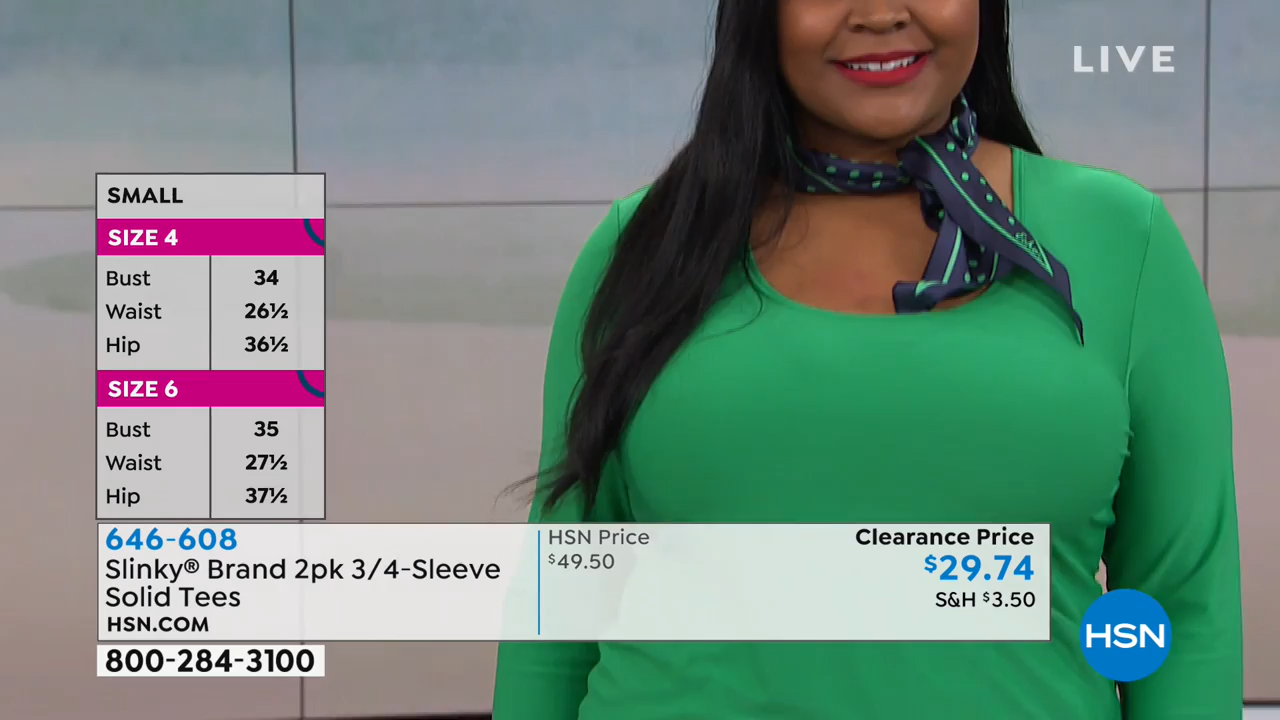 LIVE
SMALL
SIZE 4
Bust 34
Waist 26½
Hip 36½
SIZE 6
Bust 35
Waist 27½
Hip 37½
646-608
Slinky® Brand 2pk 3/4-Sleeve
Solid Tees
HSN.COM
HSN Price
$49.50
Clearance Price
$29.74
S&H $3.50
800-284-3100
HSN